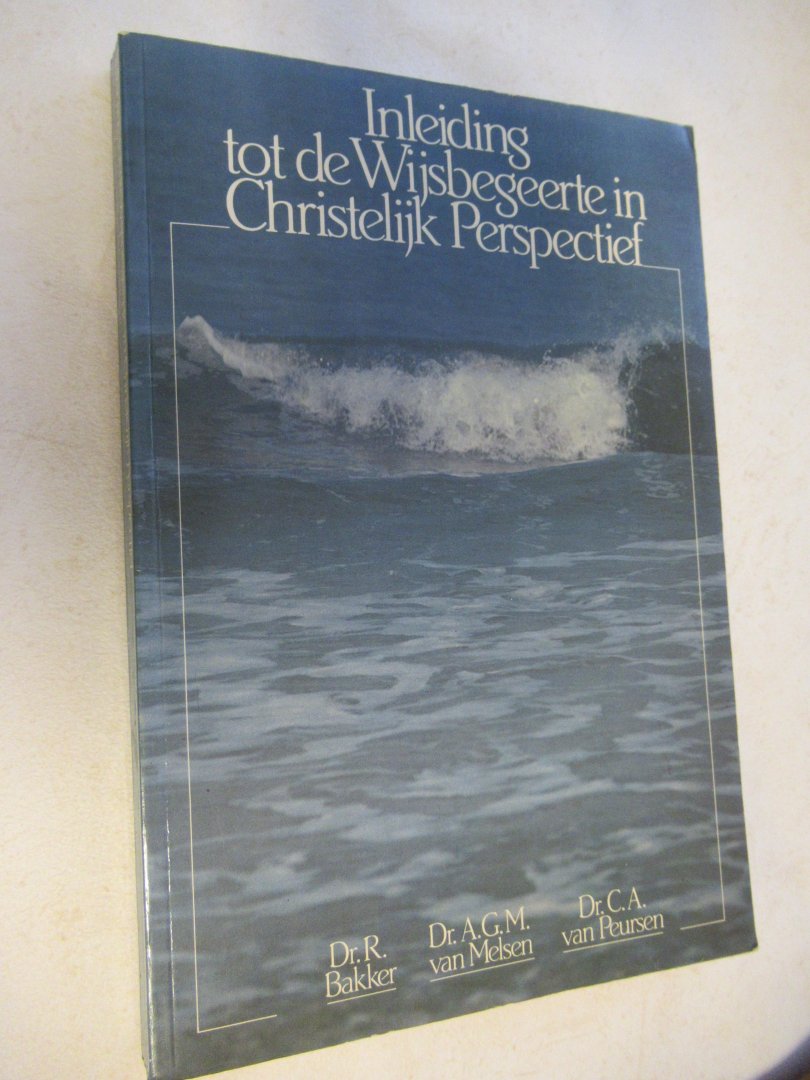 Inleiding
tot de Wijsbegeerte in
Christelijk Perspectief
Dr. R.
Bakker
Dr. A.G.M.
van Melsen
Dr. C.A.
van Peursen